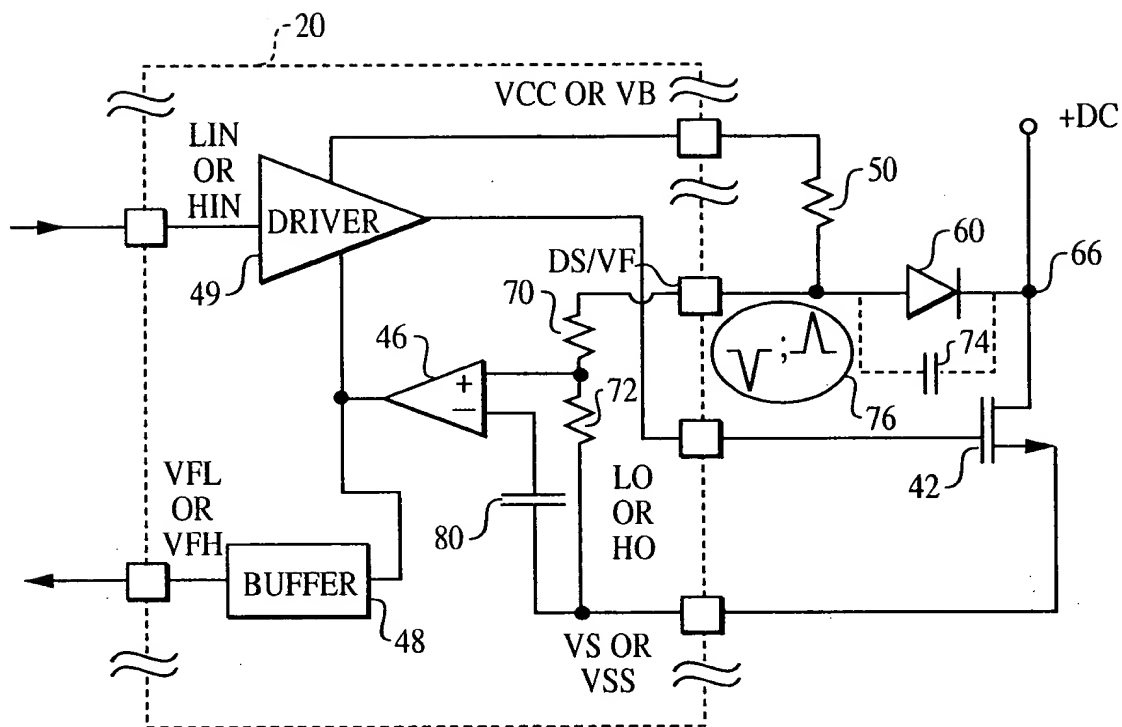 20
VCC OR VB
+DC
LIN
OR
HIN
50
DRIVER
60
66
49
DS/VF
70
46
+
−
72
;
74
76
42
VFL
OR
VFH
80
LO
OR
HO
BUFFER
48
VS OR
VSS